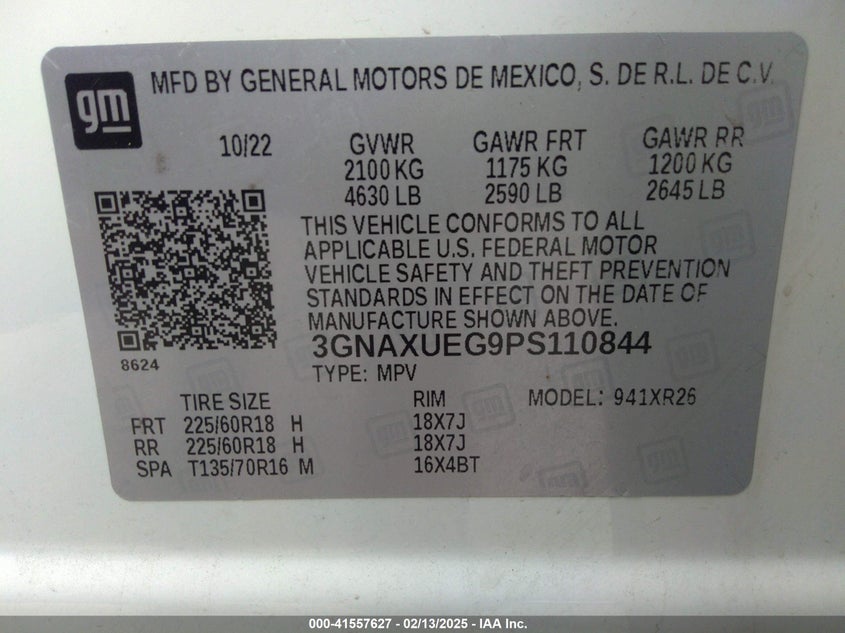 gm
MFD BY GENERAL MOTORS DE MEXICO, S. DE R.L. DE C.V.
10/22 GVWR GAWR FRT GAWR RR
2100 KG 1175 KG 1200 KG
4630 LB 2590 LB 2645 LB
THIS VEHICLE CONFORMS TO ALL
APPLICABLE U.S. FEDERAL MOTOR
VEHICLE SAFETY AND THEFT PREVENTION
STANDARDS IN EFFECT ON THE DATE OF
MANUFACTURE SHOWN ABOVE.
3GNAXUEG9PS110844
8624
TYPE: MPV
TIRE SIZE RIM MODEL: 941XR26
FRT 225/60R18 H 18X7J
RR 225/60R18 H 18X7J
SPA T135/70R16 M 16X4BT
000-41557627 - 02/13/2025 - IAA Inc.